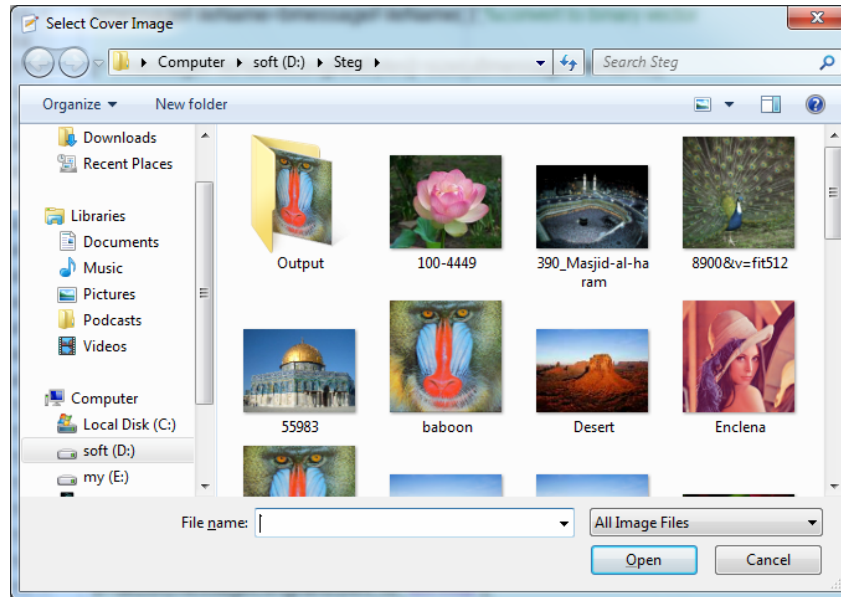 Select Cover Image
Computer soft (D:) Steg
Search Steg
Organize New folder
Downloads
Recent Places
Libraries
Documents
Music
Pictures
Podcasts
Videos
Computer
Local Disk (C:)
soft (D:)
my (E:)
Output
100-4449
390_Masjid-al-ha
ram
8900&v=fit512
55983
baboon
Desert
Enclena
File name:
All Image Files
Open
Cancel